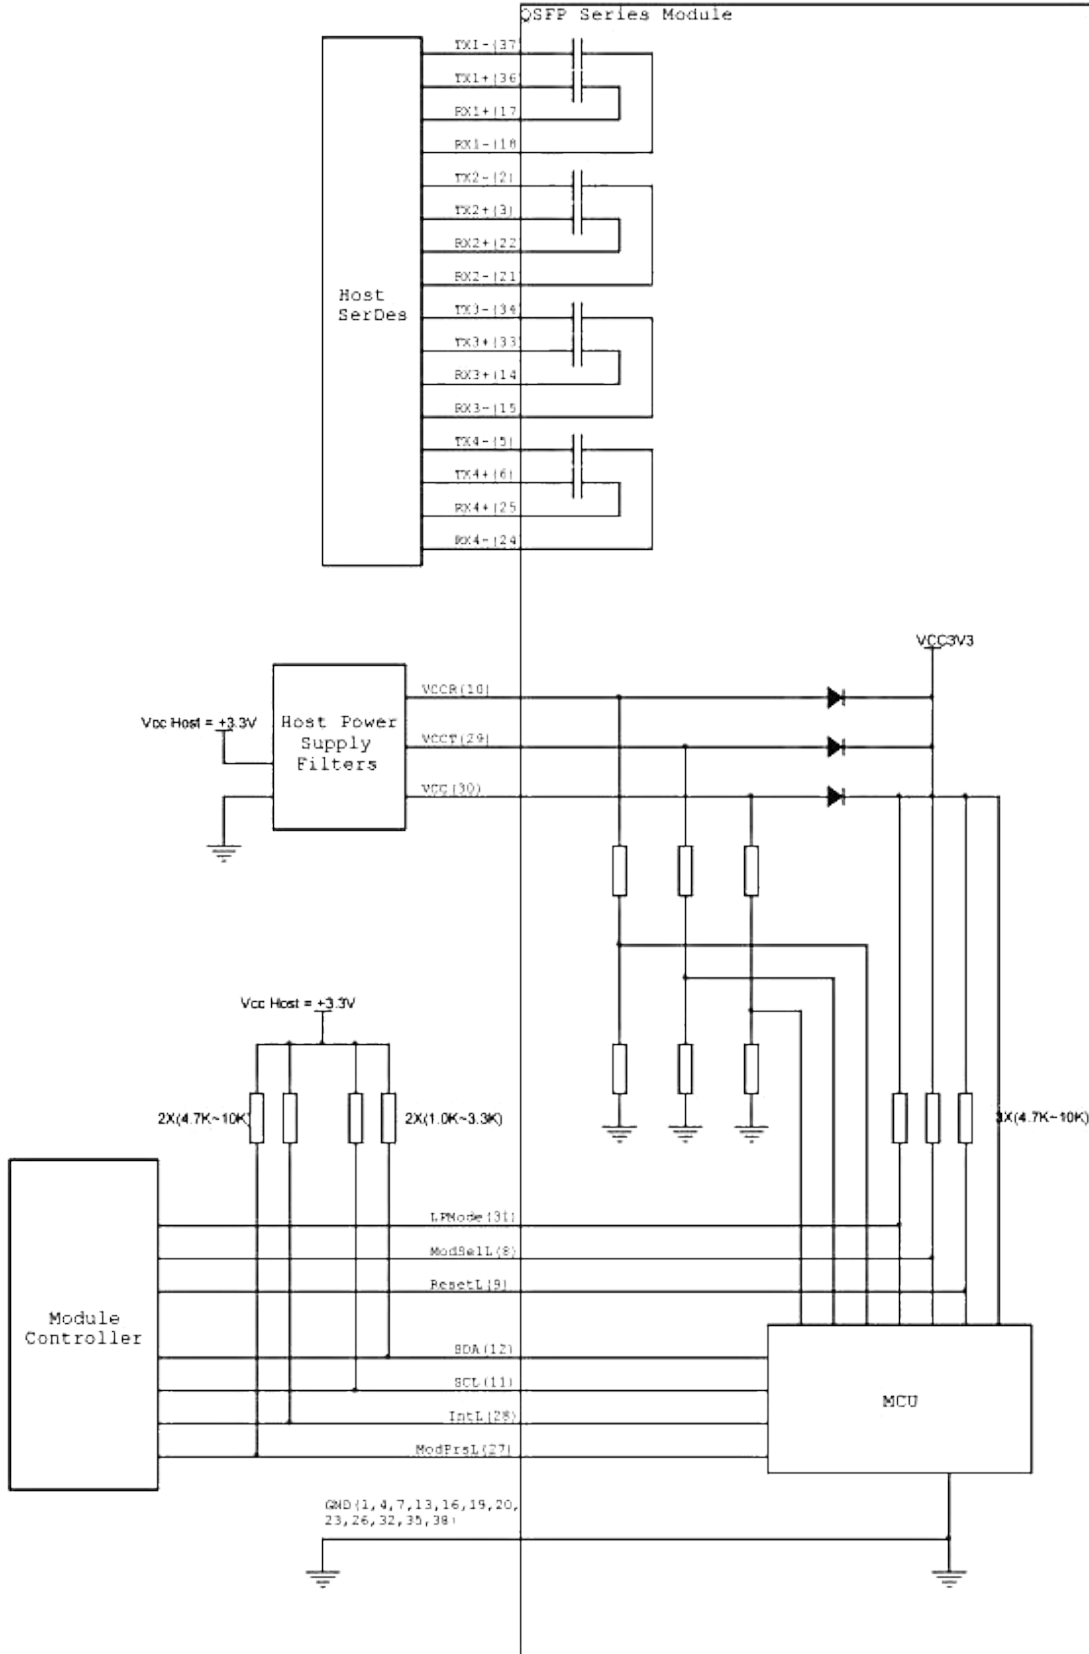 QSFP Series Module
TX1-(37)
TX1+(36
RX1+(17
RX1-(18
TX2-(2)
TX2+(3)
RX2+(22
RX2-(21
TX3-(34
TX3+(33
RX3+(14
RX3-(15
TX4-(5)
TX4+(6)
RX4+(25
RX4-(24
Host
SerDes
VCC3V3
VCCR(10)
VCCT(29)
VCC(30)
Vcc Host = +3.3V
Host Power
Supply
Filters
Vcc Host = +3.3V
2X(4.7K~10K)
2X(1.0K~3.3K)
3X(4.7K~10K)
LPMode(31)
ModSelL(8)
ResetL(9)
Module
Controller
SDA(12)
SCL(11)
IntL(28)
ModPrsL(27)
MCU
GND(1,4,7,13,16,19,20,
23,26,32,35,38)